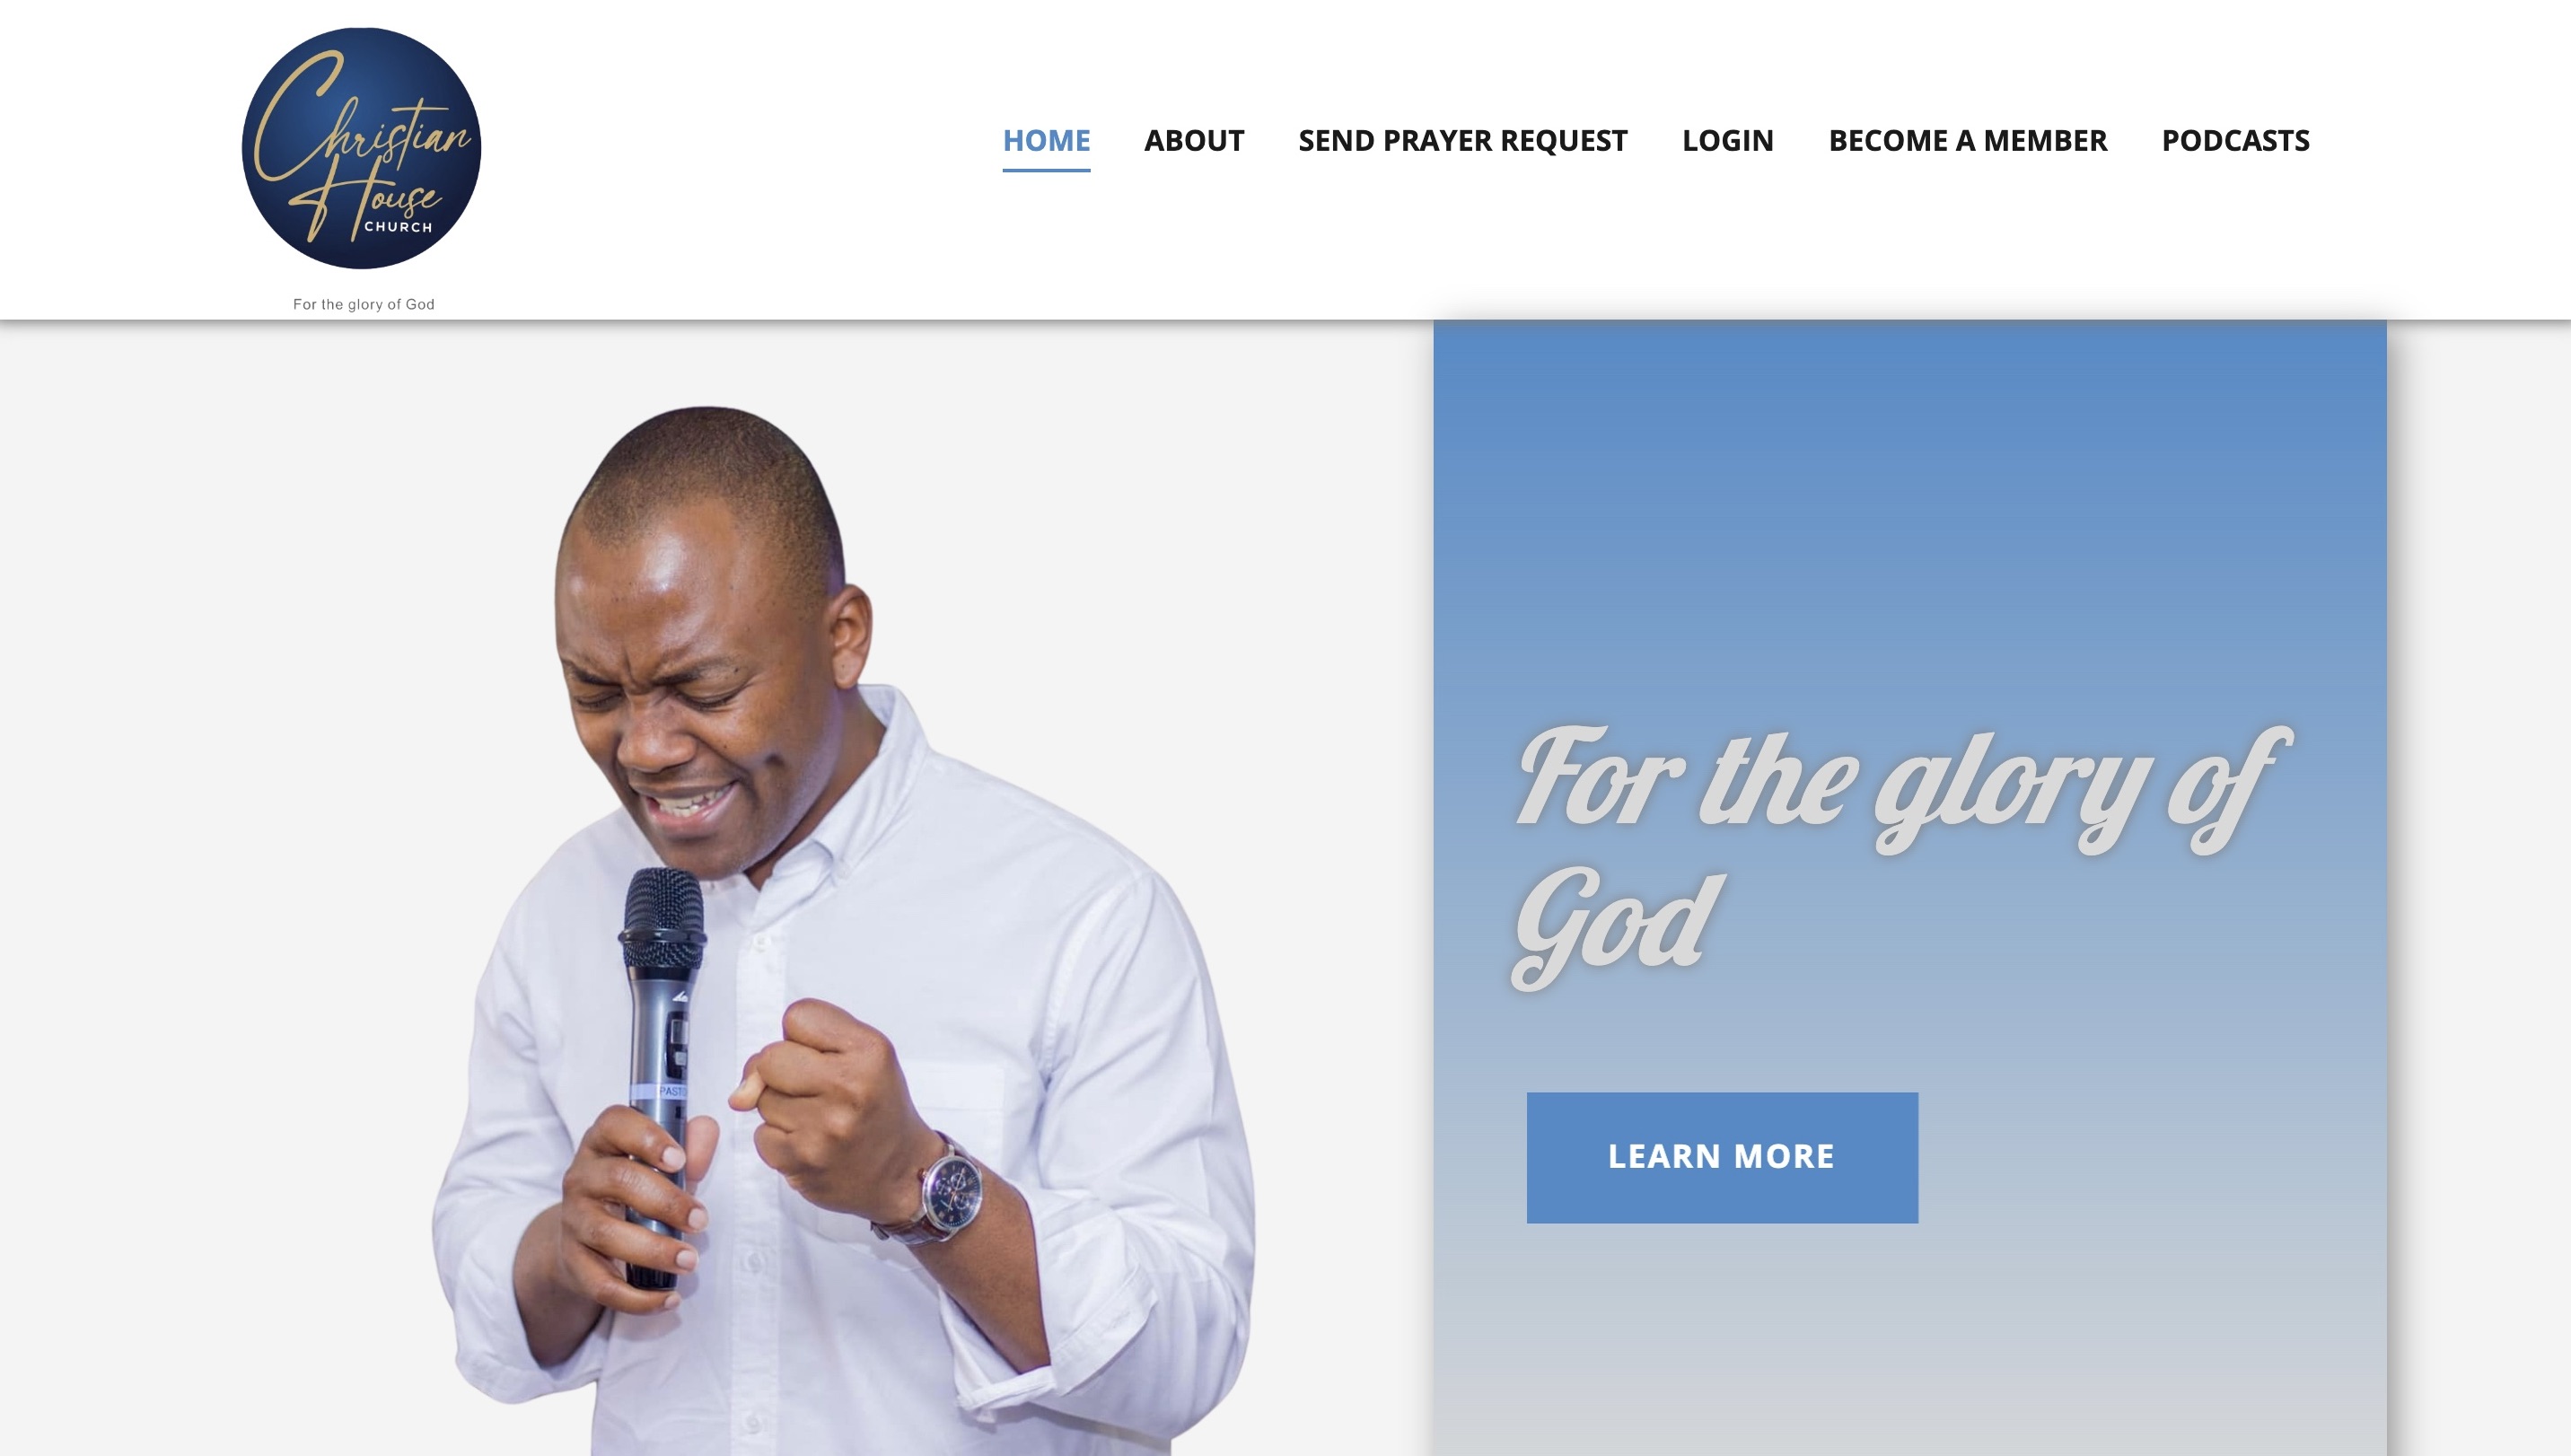 Christian
House
CHURCH
For the glory of God
HOME ABOUT SEND PRAYER REQUEST LOGIN BECOME A MEMBER PODCASTS
For the glory of
God
LEARN MORE